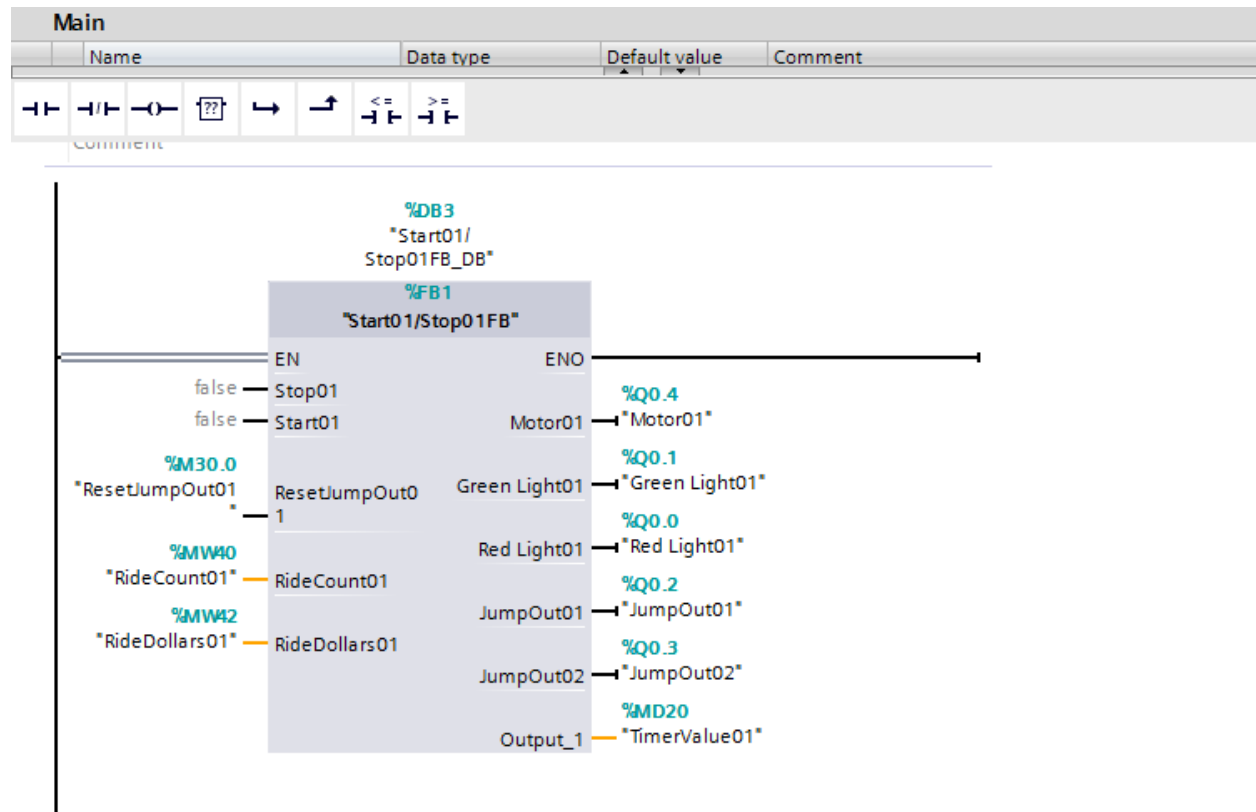 Main
Name Data type Default value Comment
??
<=
>=
Comment
%DB3
"Start01/
Stop01FB_DB"
%FB1
"Start01/Stop01FB"
EN ENO
false Stop01
false Start01
%Q0.4
Motor01 "Motor01"
%M30.0
"ResetJumpOut01
"
ResetJumpOut0
1
%Q0.1
Green Light01 "Green Light01"
%Q0.0
Red Light01 "Red Light01"
%MW40
"RideCount01" RideCount01
%Q0.2
JumpOut01 "JumpOut01"
%MW42
"RideDollars01" RideDollars01
%Q0.3
JumpOut02 "JumpOut02"
%MD20
Output_1 "TimerValue01"